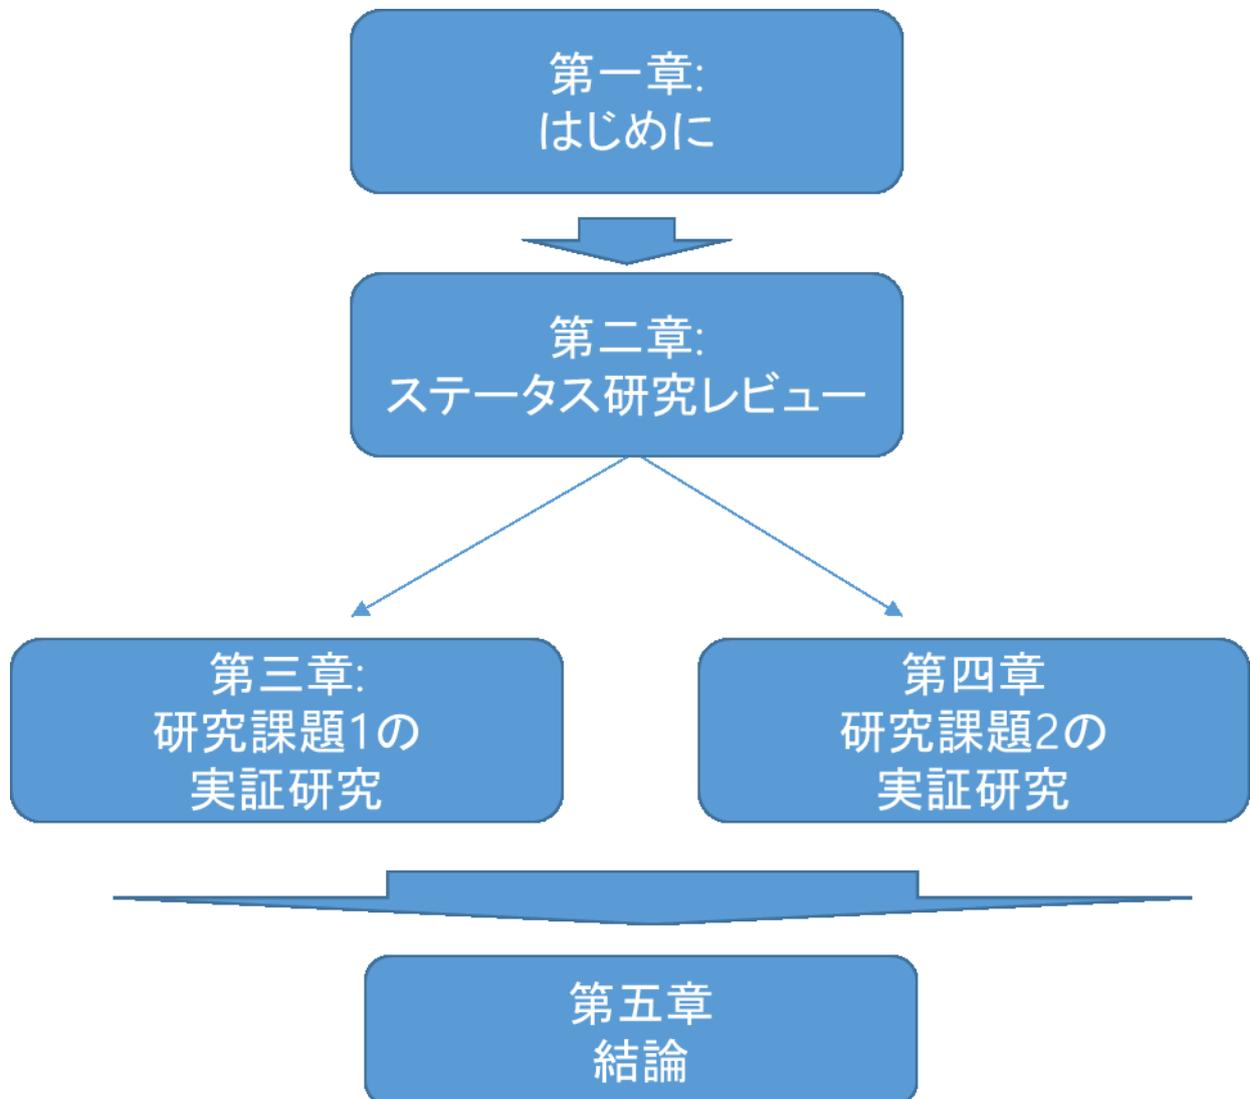 第一章:
はじめに
第二章:
ステータス研究レビュー
第三章:
研究課題1の
実証研究
第四章
研究課題2の
実証研究
第五章
結論